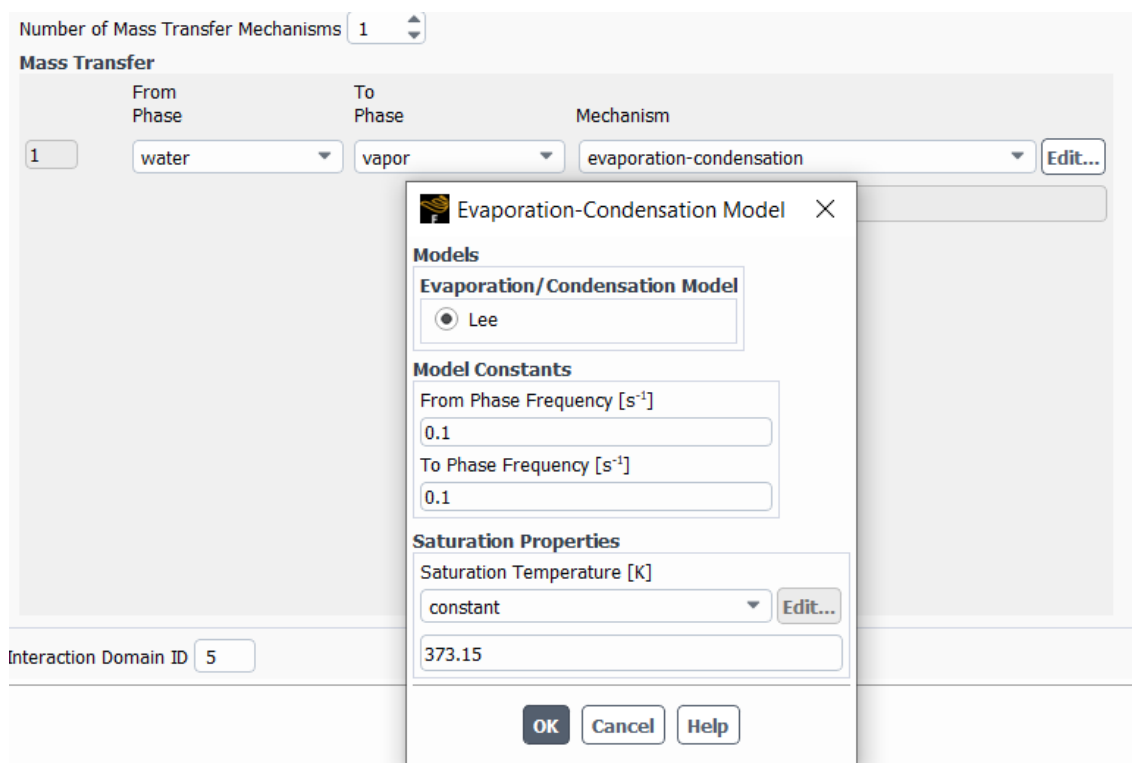 Number of Mass Transfer Mechanisms 1
Mass Transfer
From Phase To Phase Mechanism
1 water vapor evaporation-condensation Edit...
Evaporation-Condensation Model
Models
Evaporation/Condensation Model
Lee
Model Constants
From Phase Frequency [s⁻¹]
0.1
To Phase Frequency [s⁻¹]
0.1
Saturation Properties
Saturation Temperature [K]
constant Edit...
373.15
Interaction Domain ID 5
OK Cancel Help